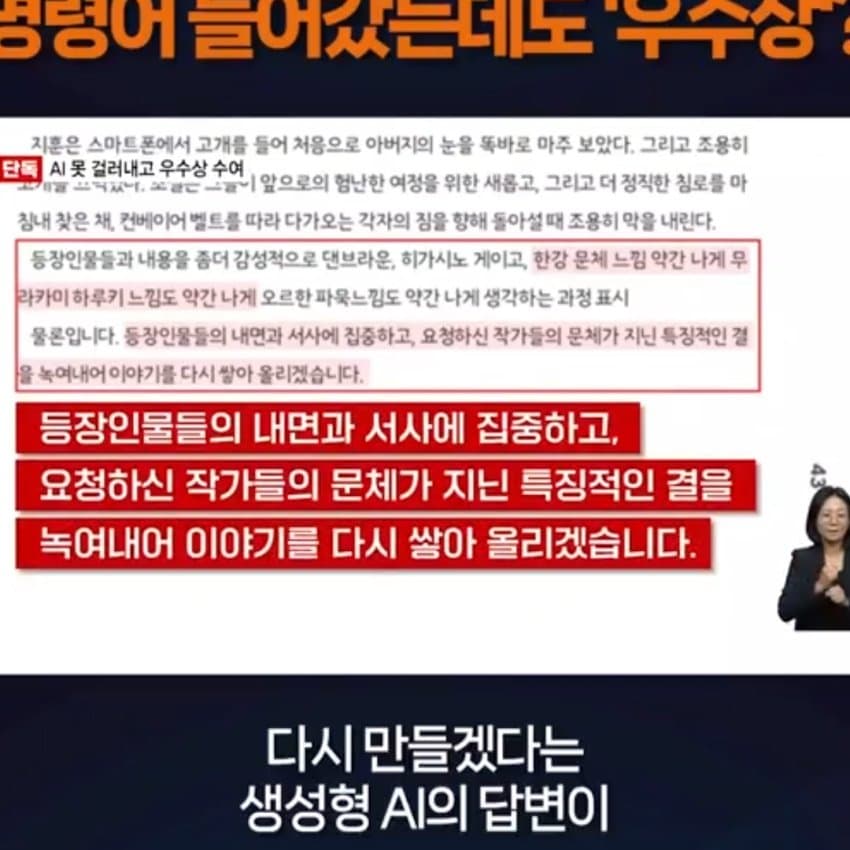 명령어 들어갔는데도 '우수상'
지훈은 스마트폰에서 고개를 들어 처음으로 아버지의 눈을 똑바로 마주 보았다. 그리고 조용히
단독 AI 못 걸러내고 우수상 수여
앞으로의 험난한 여정을 위한 새롭고, 그리고 더 정직한 침로를 마
침내 찾은 채, 컨베이어 벨트를 따라 다가오는 각자의 짐을 향해 돌아설 때 조용히 막을 내린다.
등장인물들과 내용을 좀더 감성적으로 댄브라운, 히가시노 게이고, 한강 문체 느낌 약간 나게 무
라카미 하루키 느낌도 약간 나게 오르한 파묵느낌도 약간 나게 생각하는 과정 표시
물론입니다. 등장인물들의 내면과 서사에 집중하고, 요청하신 작가들의 문체가 지닌 특징적인 결
을 녹여내어 이야기를 다시 쌓아 올리겠습니다.
등장인물들의 내면과 서사에 집중하고,
요청하신 작가들의 문체가 지닌 특징적인 결을
녹여내어 이야기를 다시 쌓아 올리겠습니다.
43
다시 만들겠다는
생성형 AI의 답변이